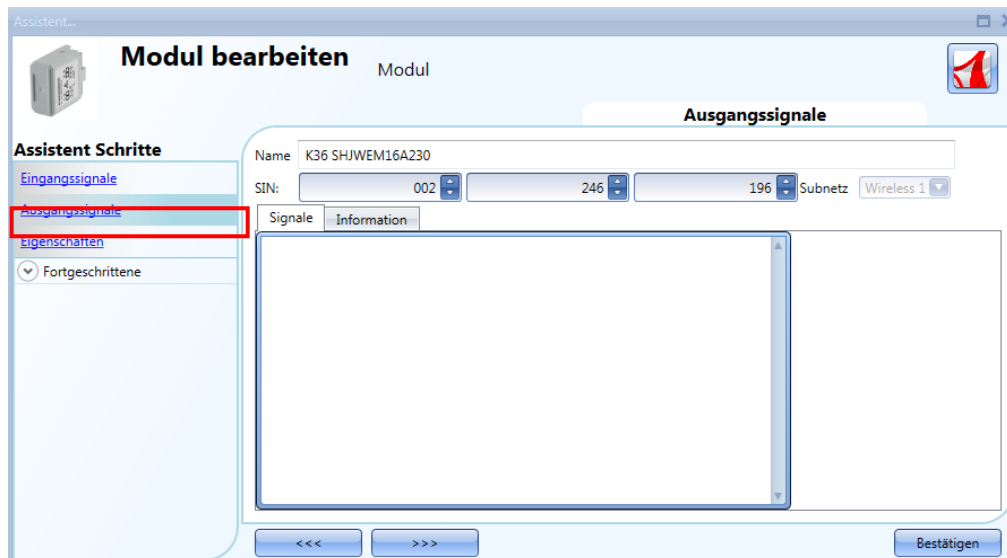 Assistent...
Modul bearbeiten Modul
Ausgangssignale
Assistent Schritte
Eingangssignale
Ausgangssignale
Eigenschaften
Fortgeschrittene
Name K36 SHJWEM16A230
SIN: 002 246 196 Subnetz Wireless 1
Signale Information
<<< >>> Bestätigen